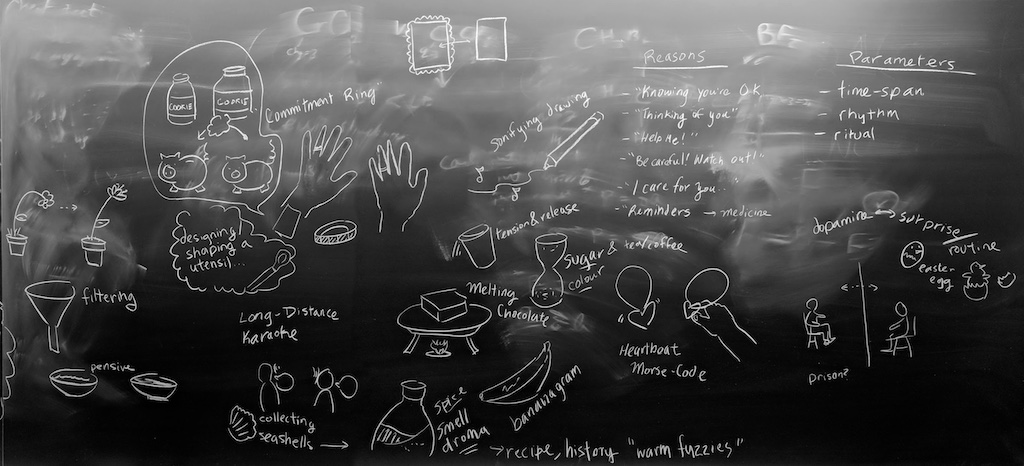 COOKIE
COOKIE
"Commitment Ring"
designing
shaping a
utensil...
filtering
pensive
Long-Distance
Karaoke
collecting
seashells →
sonifying drawing
tension & release
sugar & tea/coffee
colour
Melting
Chocolate
Spice
Smell
aroma
→ recipe, history "warm fuzzies"
bananagram
Heartbeat
Morse-Code
Reasons
- "Knowing you're OK
- "Thinking of you"
- "Help Me!"
- "Be careful! Watch out!"
- "I care for you..."
- "Reminders → medicine
Parameters
- time-span
- rhythm
- ritual
dopamine ↔ surprise
routine
easter
egg
prison?